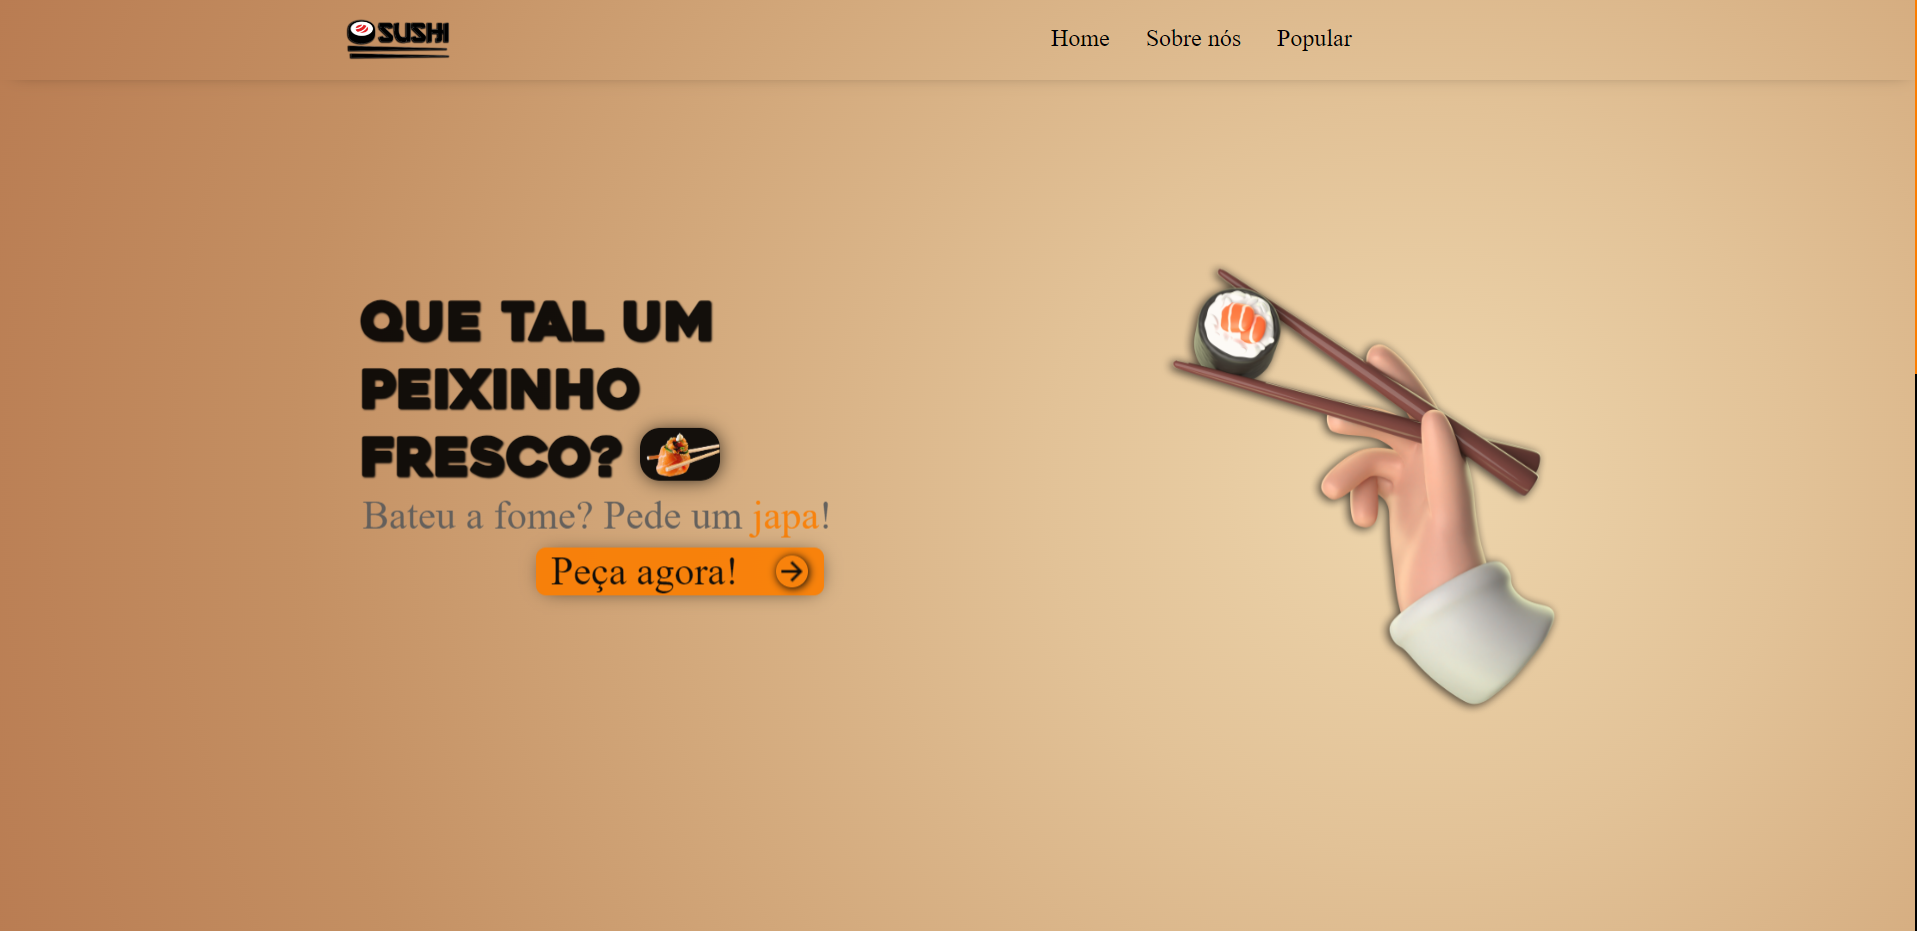 SUSHI
Home Sobre nós Popular
QUE TAL UM
PEIXINHO
FRESCO?
Bateu a fome? Pede um japa!
Peça agora!